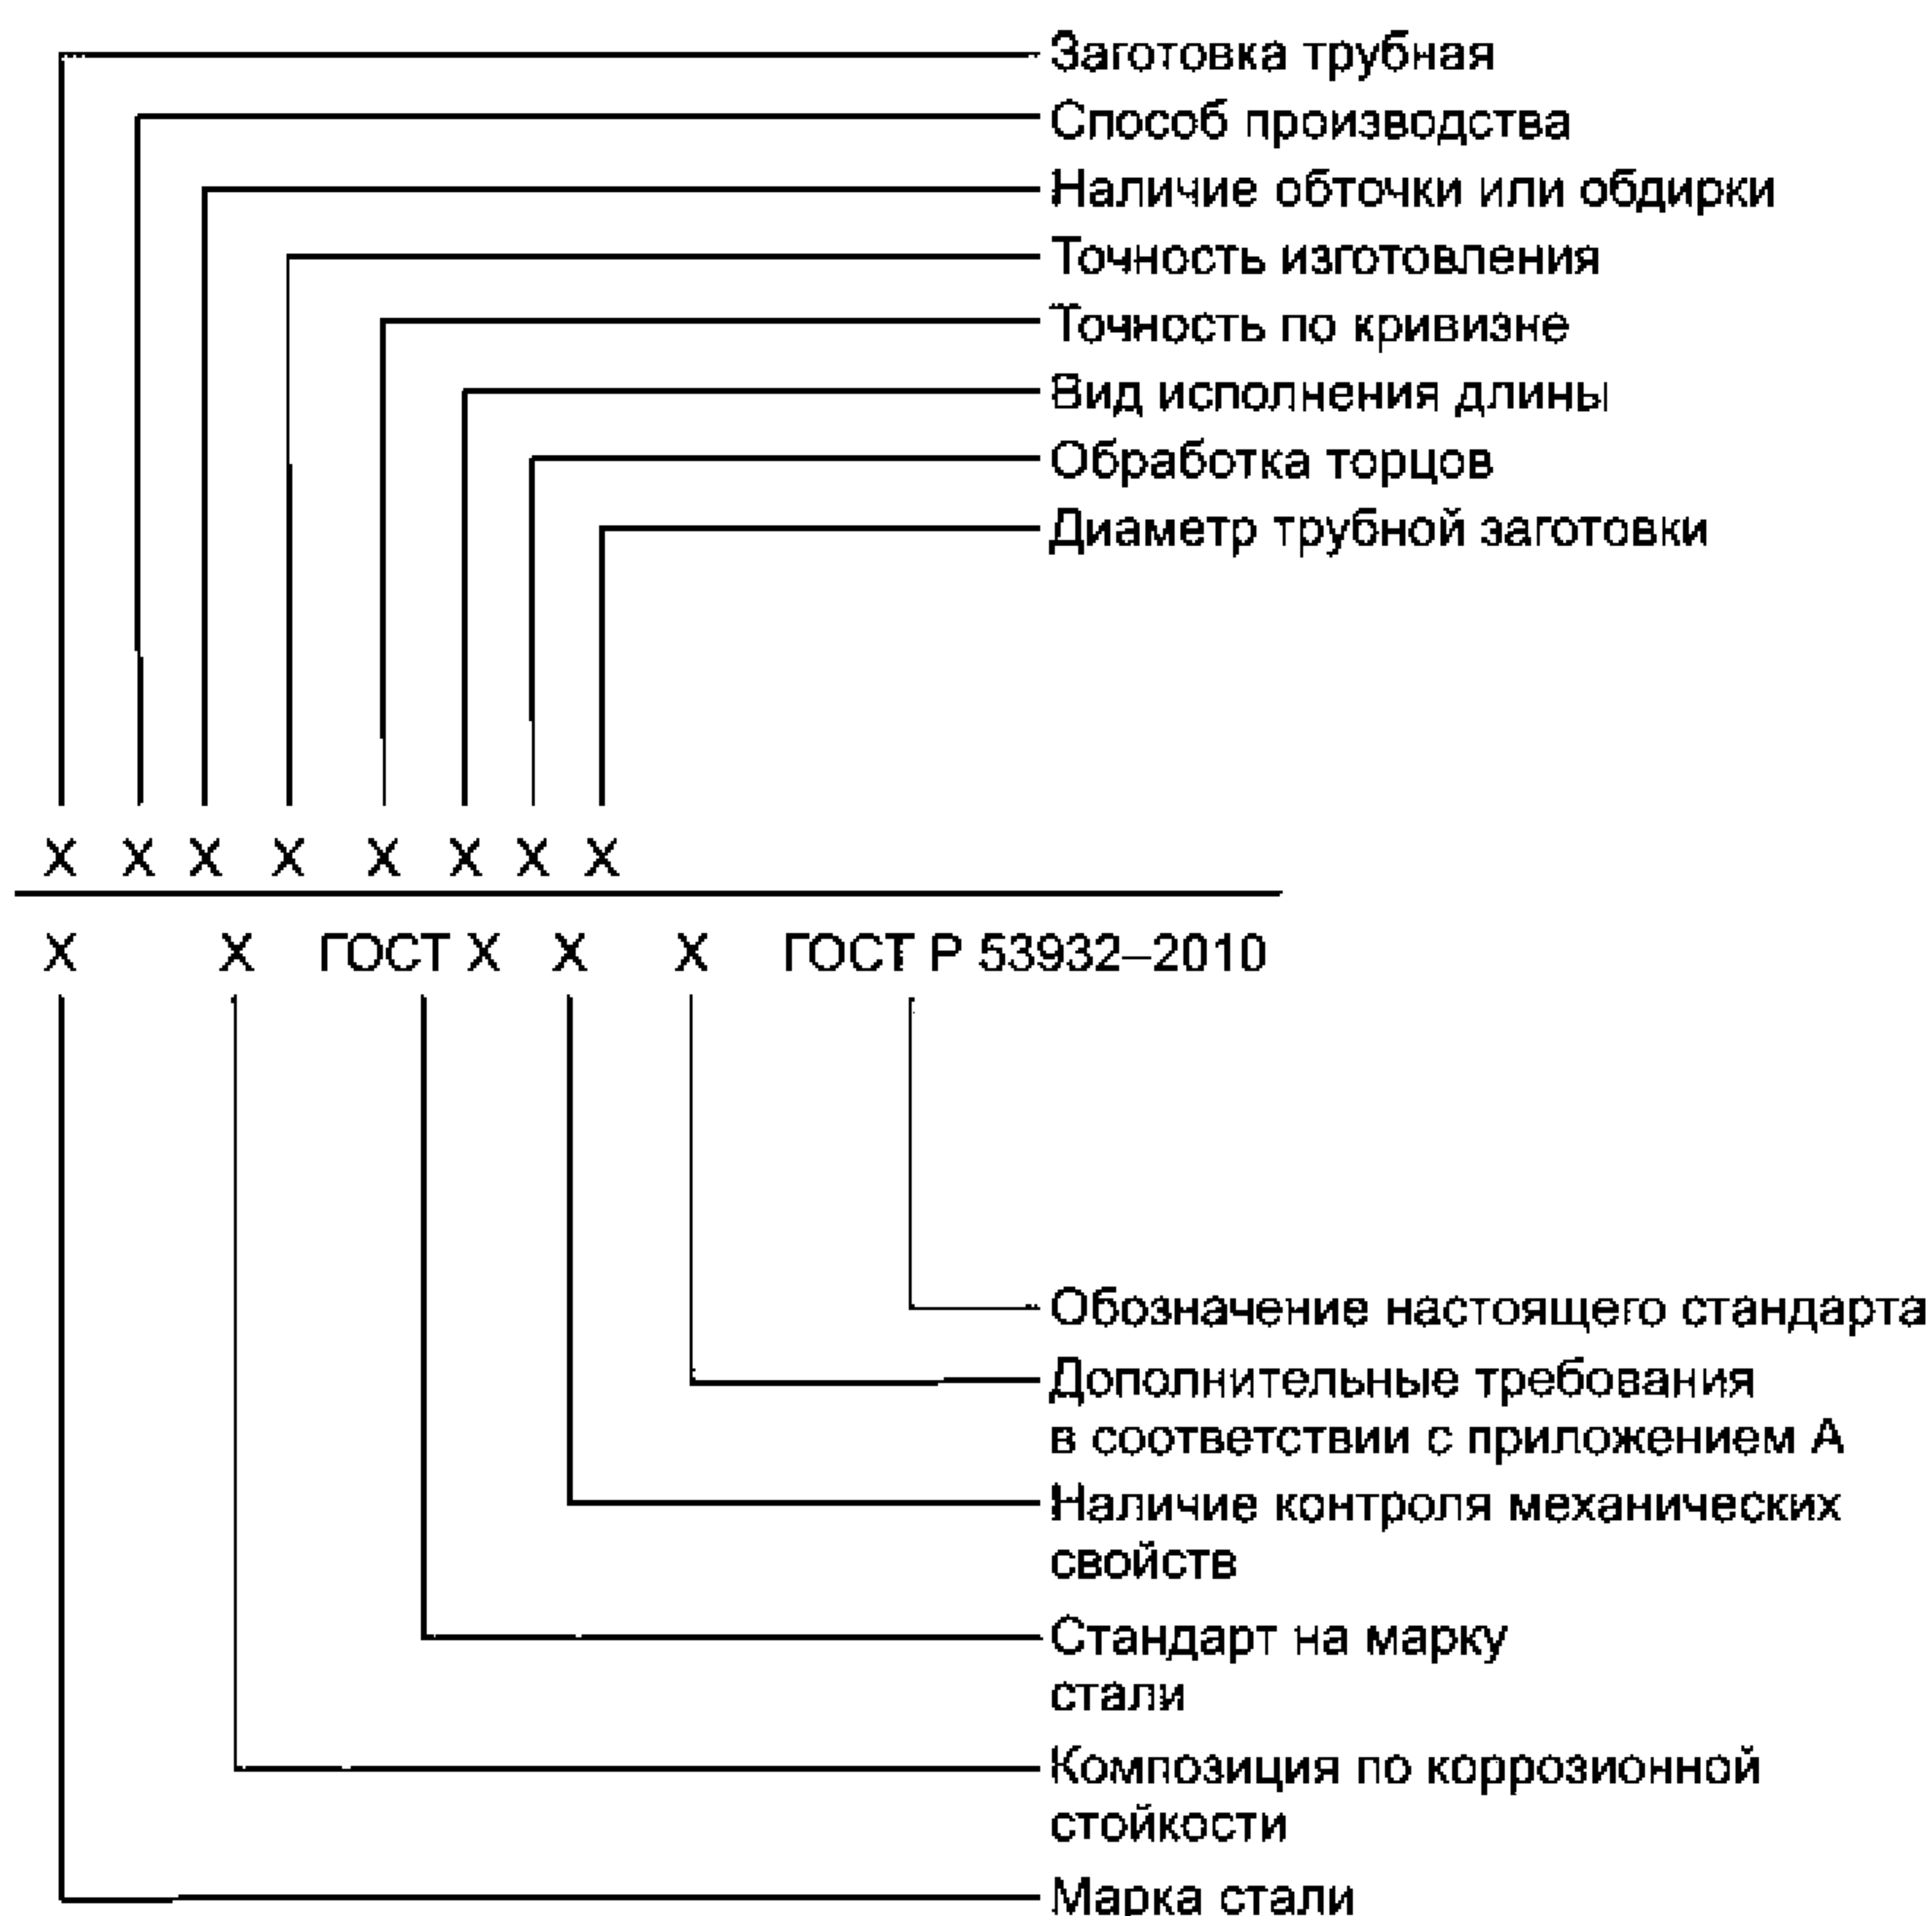 Заготовка трубная
Способ производства
Наличие обточки или обдирки
Точность изготовления
Точность по кривизне
Вид исполнения длины
Обработка торцов
Диаметр трубной заготовки
Х Х Х Х Х Х Х Х
Х Х ГОСТ Х Х Х ГОСТ Р 53932–2010
Обозначение настоящего стандарта
Дополнительные требования
в соответствии с приложением А
Наличие контроля механических
свойств
Стандарт на марку
стали
Композиция по коррозионной
стойкости
Марка стали